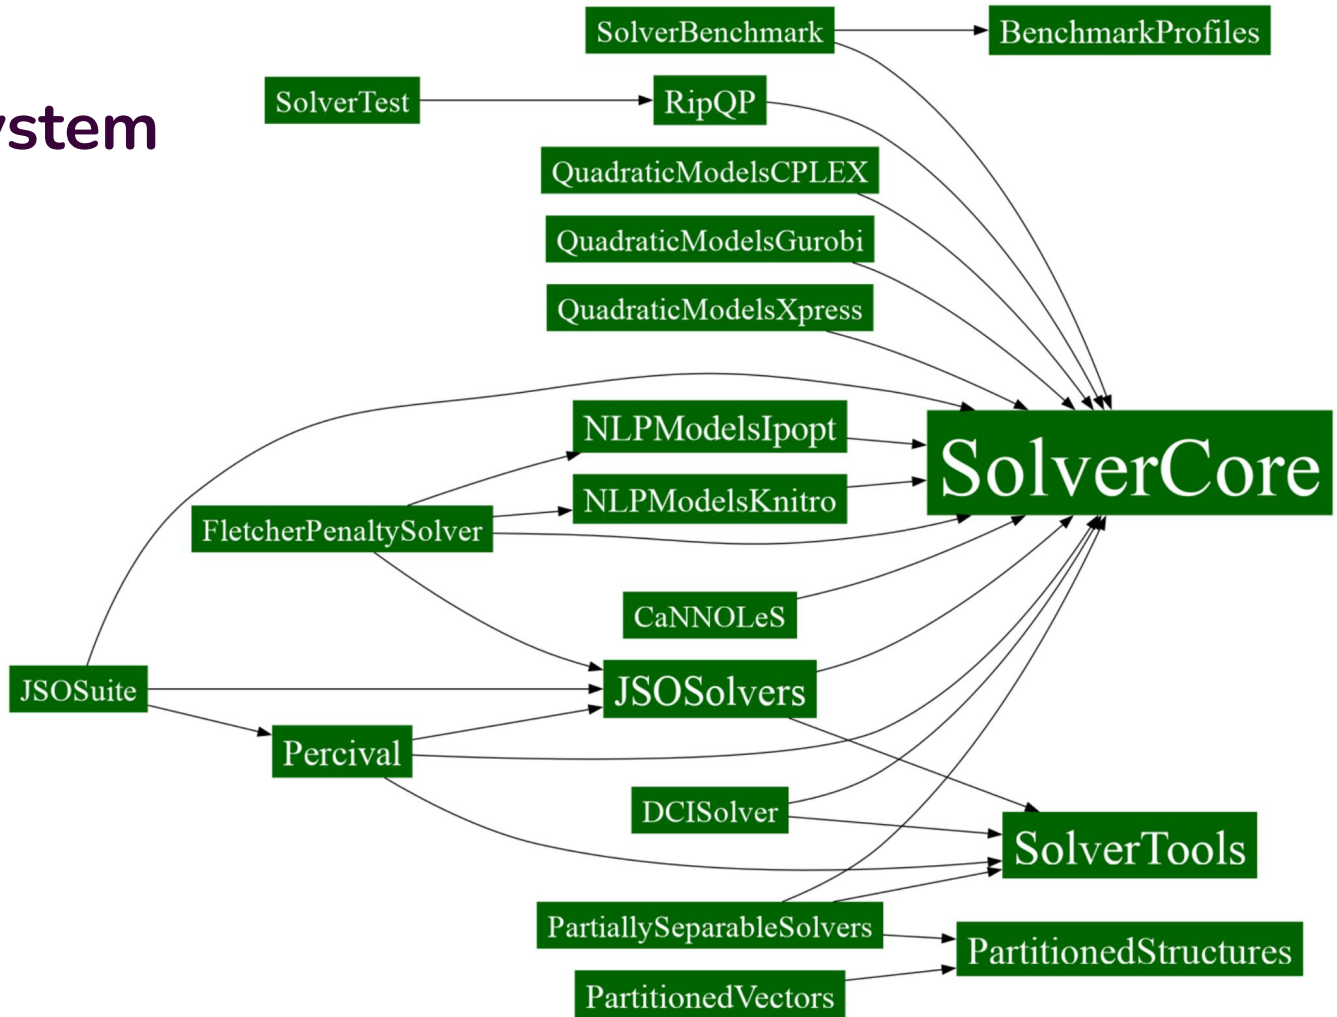 SolverBenchmark
BenchmarkProfiles
SolverTest
RipQP
QuadraticModelsCPLEX
QuadraticModelsGurobi
QuadraticModelsXpress
NLPModelsIpopt
SolverCore
NLPModelsKnitro
FletcherPenaltySolver
CaNNOLeS
JSOSuite
JSOSolvers
Percival
DCISolver
SolverTools
PartiallySeparableSolvers
PartitionedStructures
PartitionedVectors